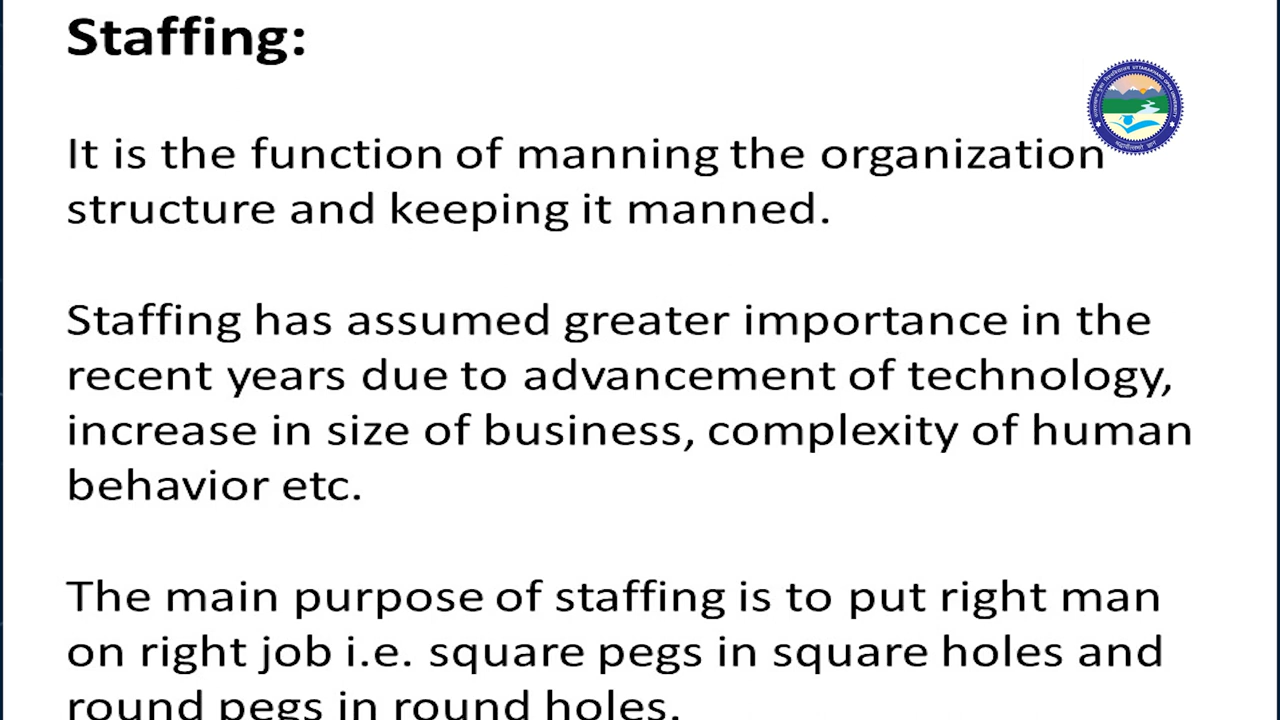 Staffing:
It is the function of manning the organization
structure and keeping it manned.
Staffing has assumed greater importance in the
recent years due to advancement of technology,
increase in size of business, complexity of human
behavior etc.
The main purpose of staffing is to put right man
on right job i.e. square pegs in square holes and
round pegs in round holes.